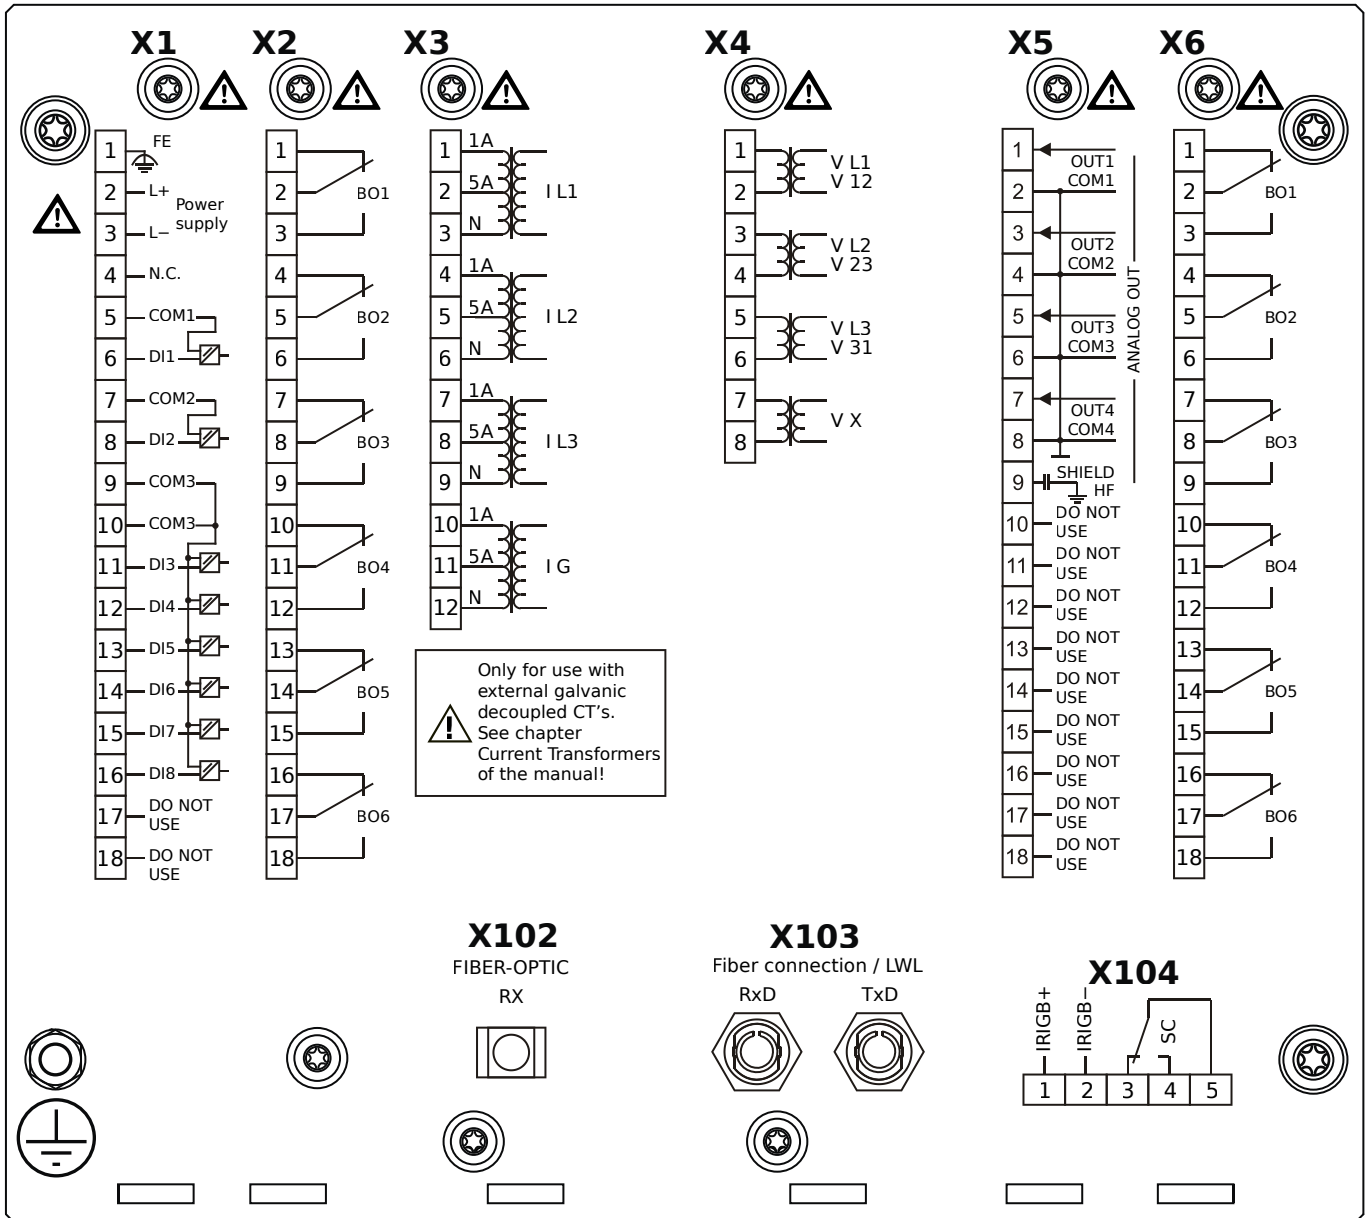 X1
X2
X3
X4
X5
X6
1 FE
2 L+
Power
supply
3 L−
4 N.C.
5 COM1
6 DI1
7 COM2
8 DI2
9 COM3
10 COM3
11 DI3
12 DI4
13 DI5
14 DI6
15 DI7
16 DI8
17 DO NOT
USE
18 DO NOT
USE
1
2 BO1
3
4
5 BO2
6
7
8 BO3
9
10
11 BO4
12
13
14 BO5
15
16
17 BO6
18
1 1A
2 5A I L1
3 N
4 1A
5 5A I L2
6 N
7 1A
8 5A I L3
9 N
10 1A
11 5A I G
12 N
Only for use with
external galvanic
decoupled CT's.
See chapter
Current Transformers
of the manual!
1 V L1
2 V 12
3 V L2
4 V 23
5 V L3
6 V 31
7
V X
8
1 OUT1
2 COM1
3 OUT2
4 COM2
5 OUT3
6 COM3
7 OUT4
8 COM4
ANALOG OUT
9 SHIELD
HF
10 DO NOT
USE
11 DO NOT
USE
12 DO NOT
USE
13 DO NOT
USE
14 DO NOT
USE
15 DO NOT
USE
16 DO NOT
USE
17 DO NOT
USE
18 DO NOT
USE
1
2 BO1
3
4
5 BO2
6
7
8 BO3
9
10
11 BO4
12
13
14 BO5
15
16
17 BO6
18
X102
FIBER-OPTIC
RX
X103
Fiber connection / LWL
RxD TxD
X104
IRIGB+
IRIGB−
SC
1 2 3 4 5